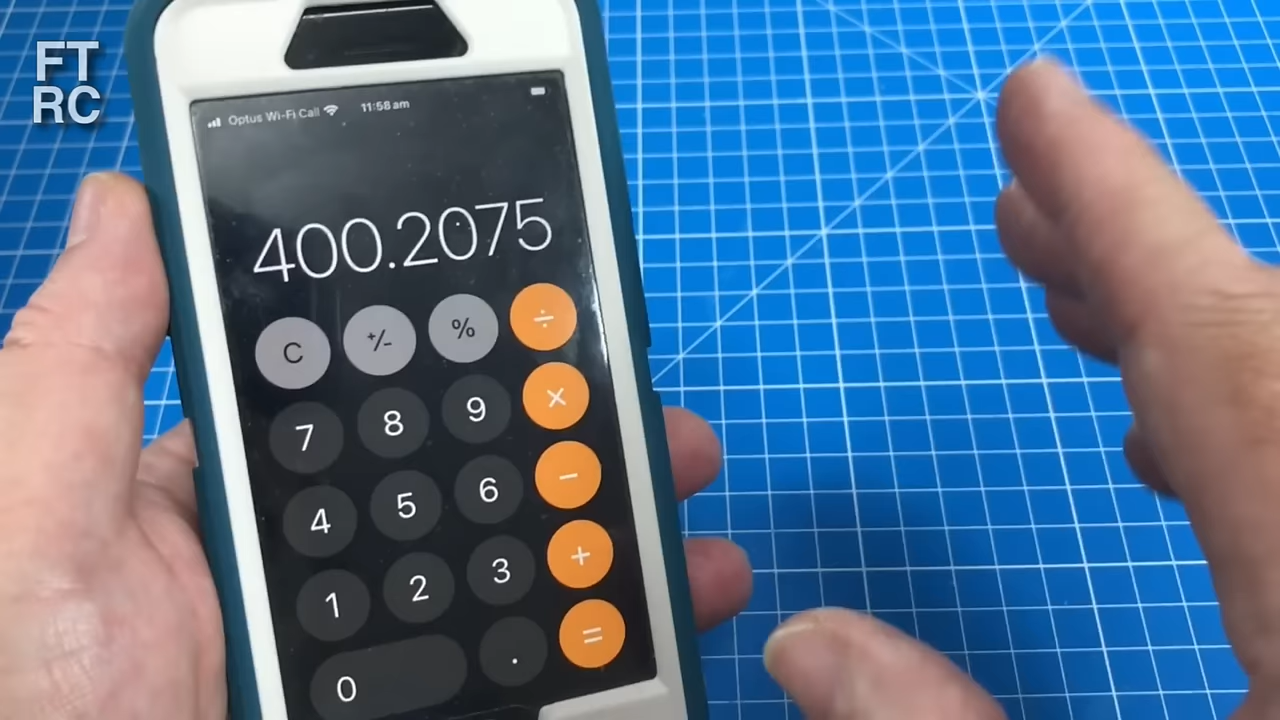 FT
RC
Optus Wi-Fi Call 11:58 am
400.2075
C +/- % ÷
7 8 9 ×
4 5 6 −
1 2 3 +
0 . =